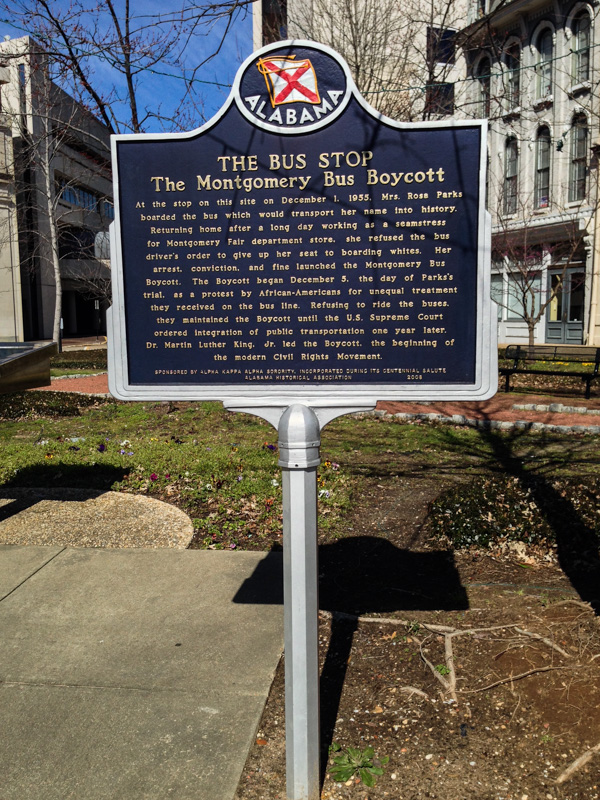 ALABAMA
THE BUS STOP
The Montgomery Bus Boycott
At the stop on this site on December 1, 1955, Mrs. Rosa Parks
boarded the bus which would transport her name into history.
Returning home after a long day working as a seamstress
for Montgomery Fair department store, she refused the bus
driver's order to give up her seat to boarding whites. Her
arrest, conviction, and fine launched the Montgomery Bus
Boycott. The Boycott began December 5, the day of Parks's
trial, as a protest by African-Americans for unequal treatment
they received on the bus line. Refusing to ride the buses,
they maintained the Boycott until the U.S. Supreme Court
ordered integration of public transportation one year later.
Dr. Martin Luther King, Jr. led the Boycott, the beginning of
the modern Civil Rights Movement.
SPONSORED BY ALPHA KAPPA ALPHA SORORITY, INCORPORATED DURING ITS CENTENNIAL SALUTE
ALABAMA HISTORICAL ASSOCIATION 2008